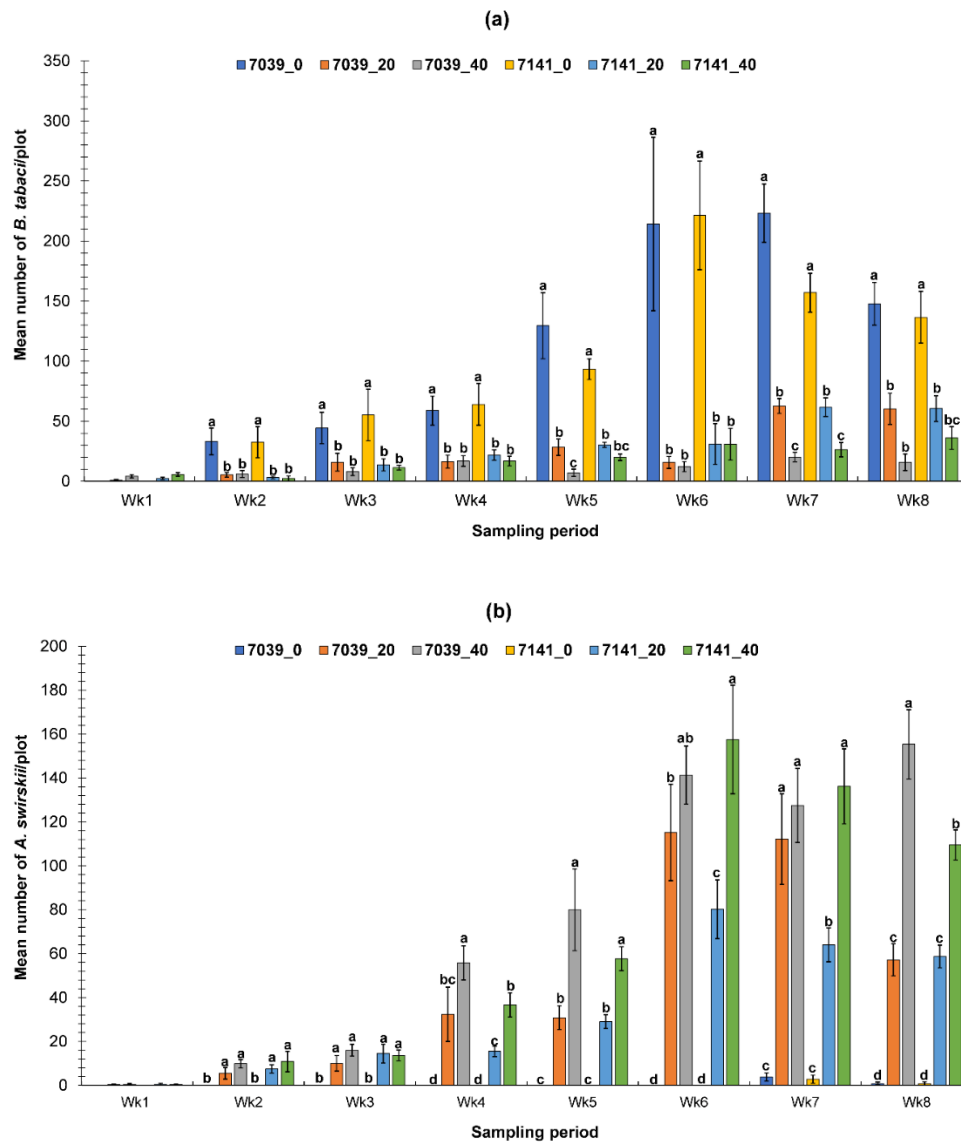 (a)
7039_0 7039_20 7039_40 7141_0 7141_20 7141_40
350
300
250
200
150
100
50
0
Mean number of B. tabaci/plot
a b b a b b
a b b a b b
a b b a b b
a b c a b bc
a b b a b b
a b c a b c
a b c a b bc
Wk1 Wk2 Wk3 Wk4 Wk5 Wk6 Wk7 Wk8
Sampling period
(b)
7039_0 7039_20 7039_40 7141_0 7141_20 7141_40
200
180
160
140
120
100
80
60
40
20
0
Mean number of A. swirskii/plot
b a a b a a
b a a b a a
d bc a d c b
c b a c b a
d b ab d c a
c a a c b a
d c a d c b
Wk1 Wk2 Wk3 Wk4 Wk5 Wk6 Wk7 Wk8
Sampling period